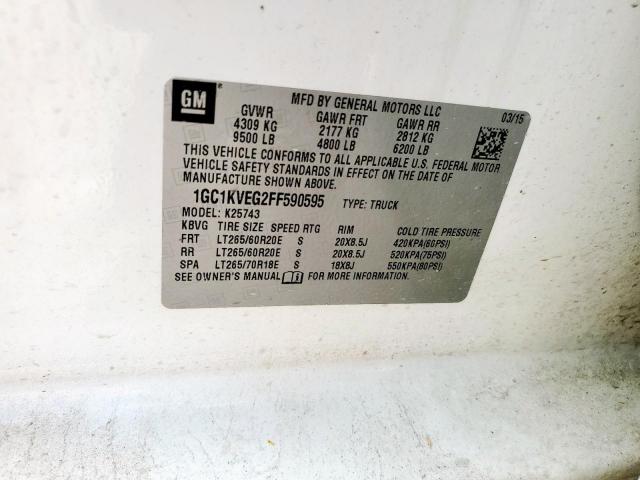 GM
MFD BY GENERAL MOTORS LLC
03/15
GVWR GAWR FRT GAWR RR
4309 KG 2177 KG 2812 KG
9500 LB 4800 LB 6200 LB
THIS VEHICLE CONFORMS TO ALL APPLICABLE U.S. FEDERAL MOTOR
VEHICLE SAFETY STANDARDS IN EFFECT ON THE DATE OF
MANUFACTURE SHOWN ABOVE.
1GC1KVEG2FF590595 TYPE: TRUCK
MODEL: K25743
KBVG TIRE SIZE SPEED RTG RIM COLD TIRE PRESSURE
FRT LT265/60R20E S 20X8.5J 420KPA(60PSI)
RR LT265/60R20E S 20X8.5J 520KPA(75PSI)
SPA LT265/70R18E S 18X8J 550KPA(80PSI)
SEE OWNER'S MANUAL FOR MORE INFORMATION.